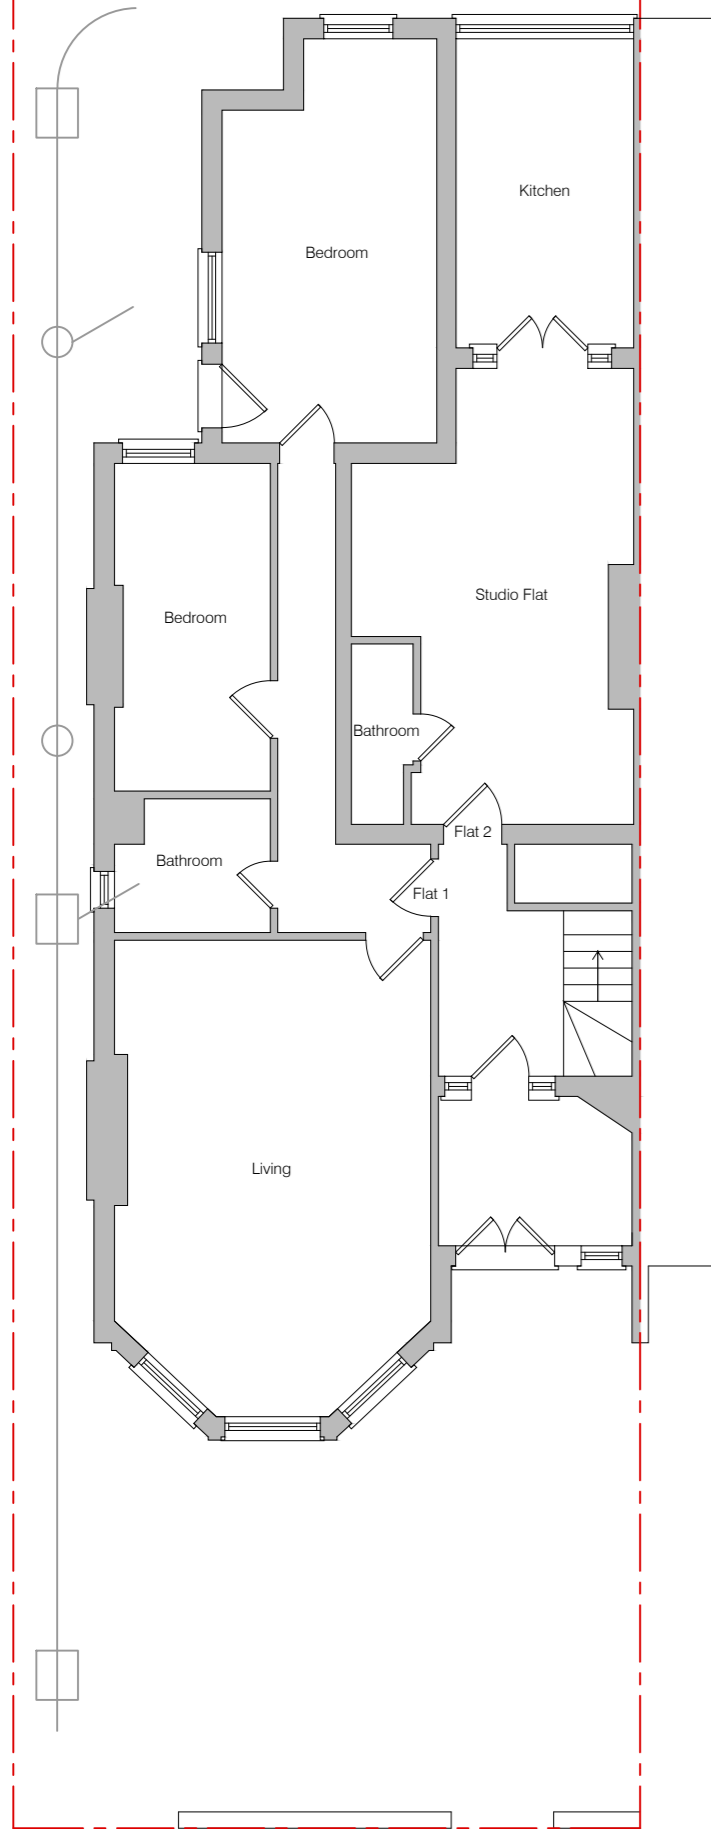 Kitchen
Bedroom
Studio Flat
Bedroom
Bathroom
Flat 2
Bathroom
Flat 1
Living